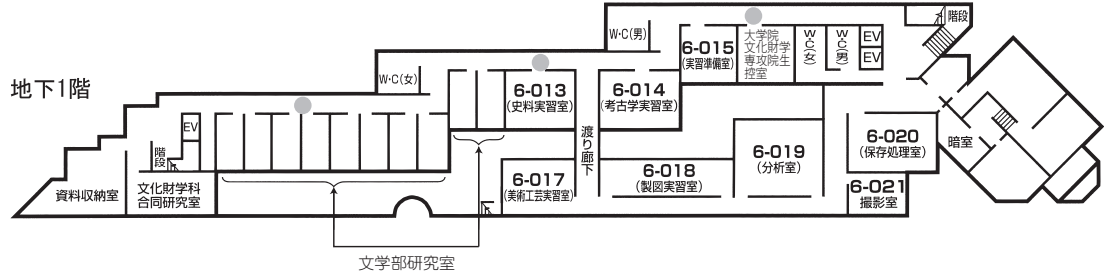 地下1階
W・C(男)
階段
6-015
(実習準備室)
大学院
文化財学
専攻院生
控室
W・C(女)
W・C(男)
EV
EV
W・C(女)
6-013
(史料実習室)
6-014
(考古学実習室)
EV
階段
渡り廊下
6-020
(保存処理室)
暗室
6-019
(分析室)
6-017
(美術工芸実習室)
6-018
(製図実習室)
資料収納室
文化財学科
合同研究室
6-021
撮影室
文学部研究室